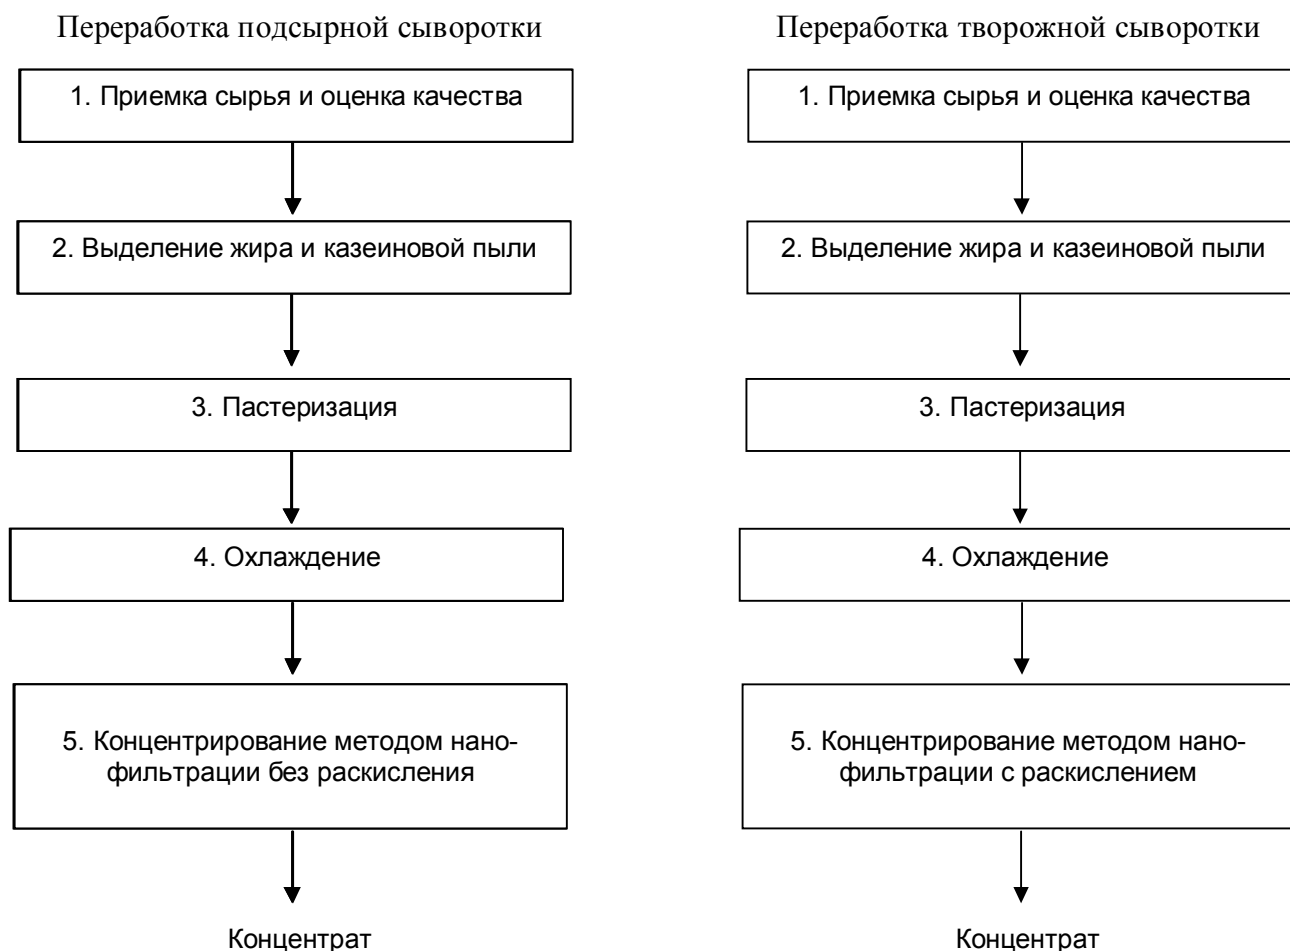 Переработка подсырной сыворотки
1. Приемка сырья и оценка качества
2. Выделение жира и казеиновой пыли
3. Пастеризация
4. Охлаждение
5. Концентрирование методом нано-
фильтрации без раскисления
Концентрат
Переработка творожной сыворотки
1. Приемка сырья и оценка качества
2. Выделение жира и казеиновой пыли
3. Пастеризация
4. Охлаждение
5. Концентрирование методом нано-
фильтрации с раскислением
Концентрат